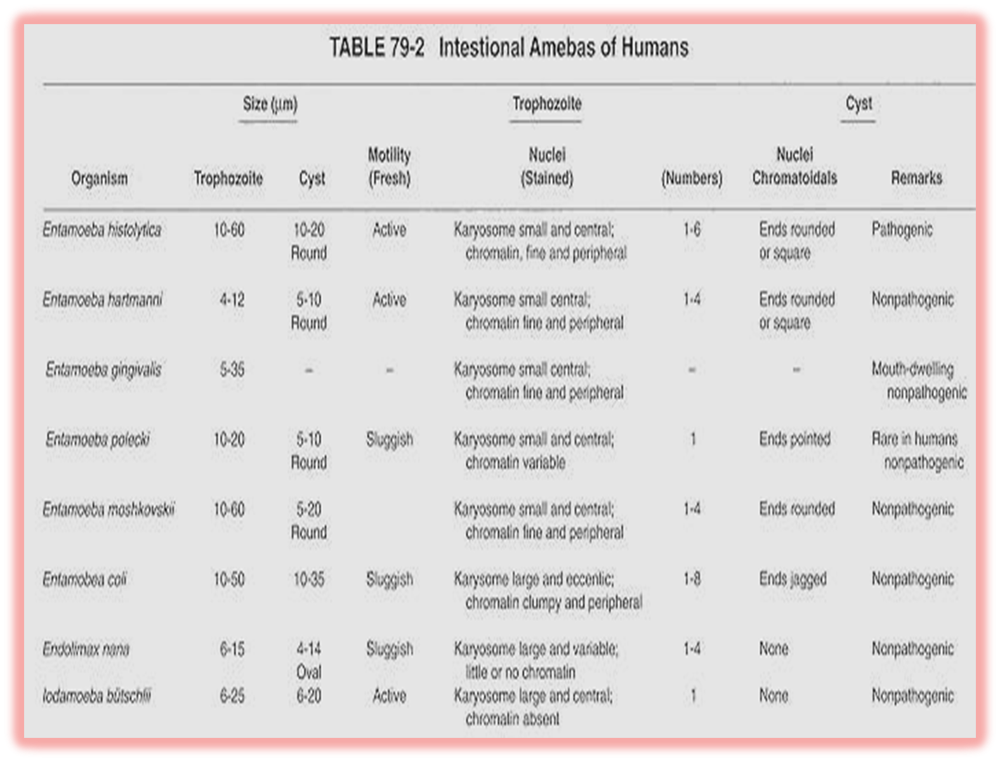 TABLE 79-2 Intestional Amebas of Humans
Size (μm) Trophozoite Cyst
Motility Nuclei Nuclei
Organism Trophozoite Cyst (Fresh) (Stained) (Numbers) Chromatoidals Remarks
Entamoeba histolytica 10-60 10-20 Active Karyosome small and central; 1-6 Ends rounded Pathogenic
Round chromatin, fine and peripheral or square
Entamoeba hartmanni 4-12 5-10 Active Karyosome small central; 1-4 Ends rounded Nonpathogenic
Round chromatin fine and peripheral or square
Entamoeba gingivalis 5-35 – – Karyosome small central; – – Mouth-dwelling
chromatin fine and peripheral nonpathogenic
Entamoeba polecki 10-20 5-10 Sluggish Karyosome small and central; 1 Ends pointed Rare in humans
Round chromatin variable nonpathogenic
Entamoeba moshkovskii 10-60 5-20 Karyosome small and central; 1-4 Ends rounded Nonpathogenic
Round chromatin fine and peripheral
Entamobea coli 10-50 10-35 Sluggish Karysome large and eccentic; 1-8 Ends jagged Nonpathogenic
chromatin clumpy and peripheral
Endolimax nana 6-15 4-14 Sluggish Karyosome large and variable; 1-4 None Nonpathogenic
Oval little or no chromatin
Iodamoeba bütschlii 6-25 6-20 Active Karyosome large and central; 1 None Nonpathogenic
chromatin absent